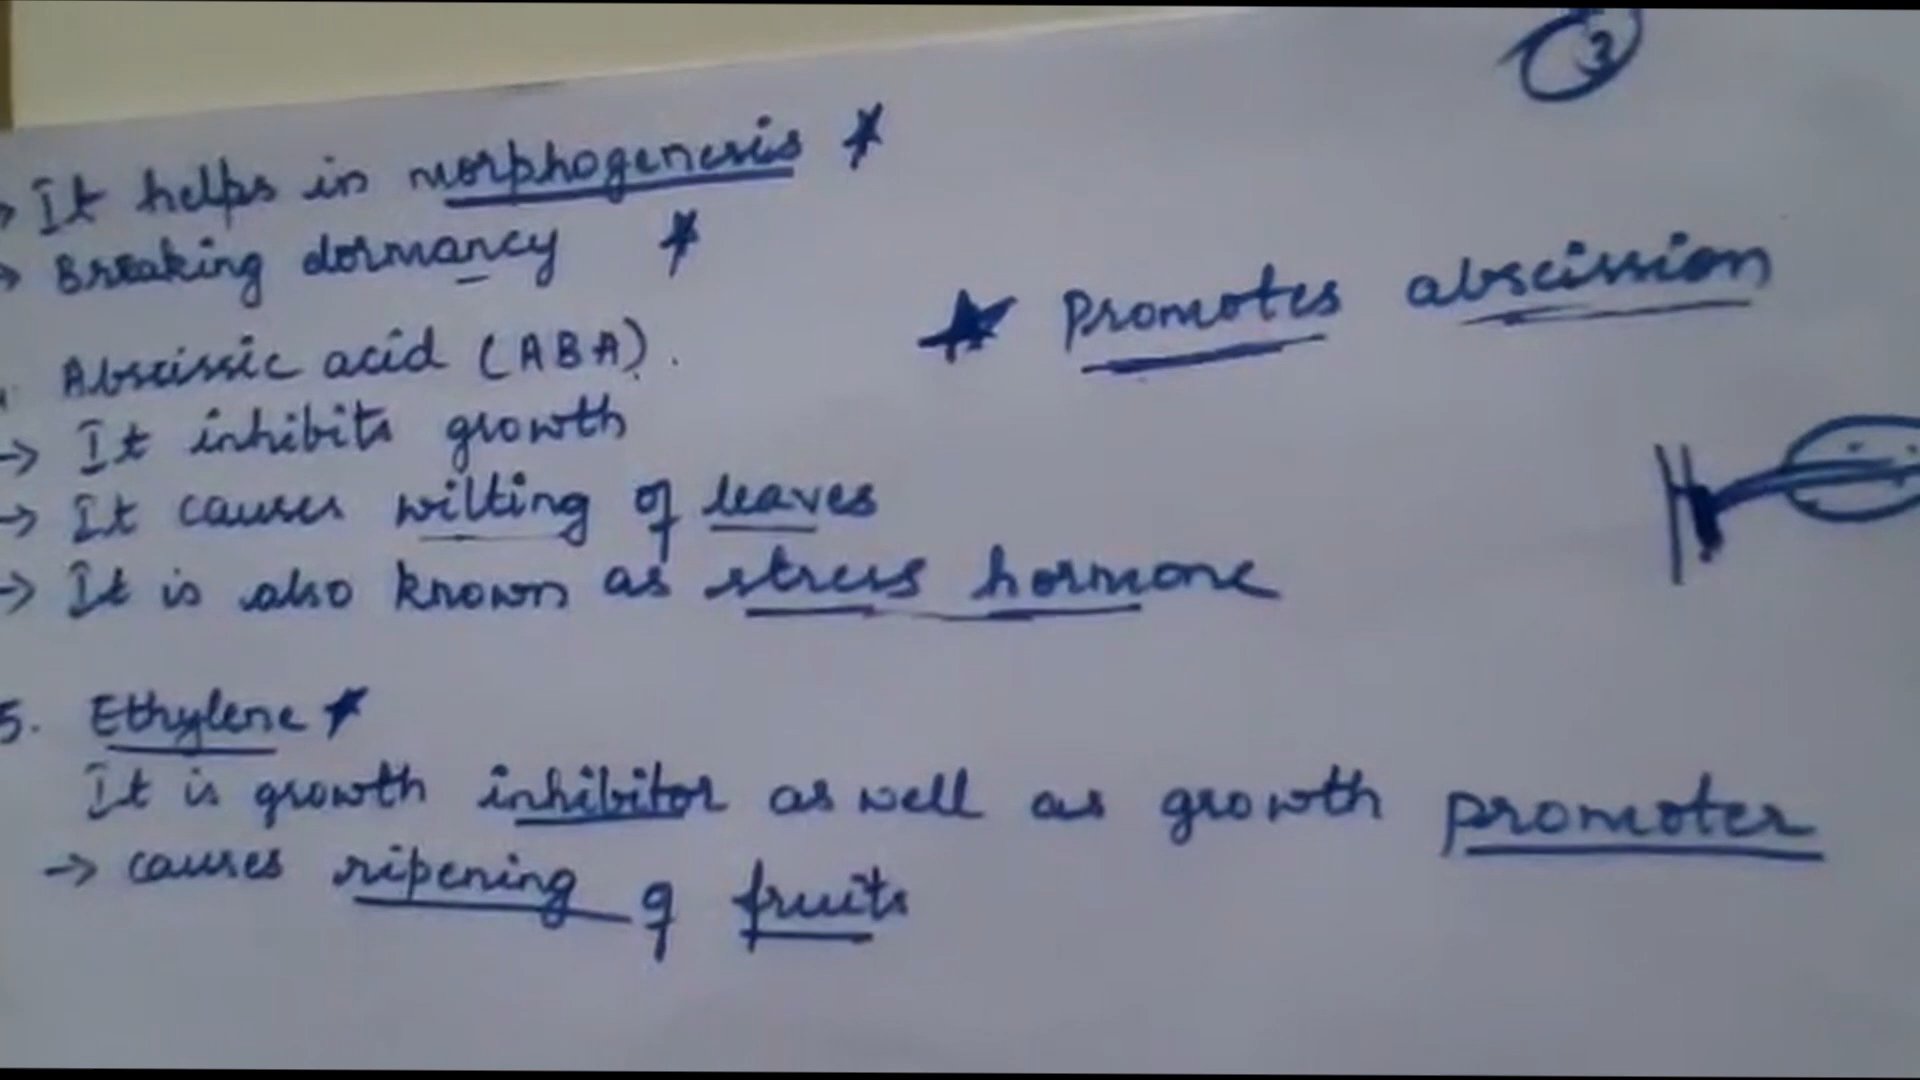 2
→ It helps in morphogenesis *
→ Breaking dormancy *
★ Promotes abscission
Abscissic acid (ABA).
→ It inhibits growth
→ It causes wilting of leaves
→ It is also known as stress hormone
5. Ethylene *
It is growth inhibitor as well as growth promoter
→ causes ripening of fruits